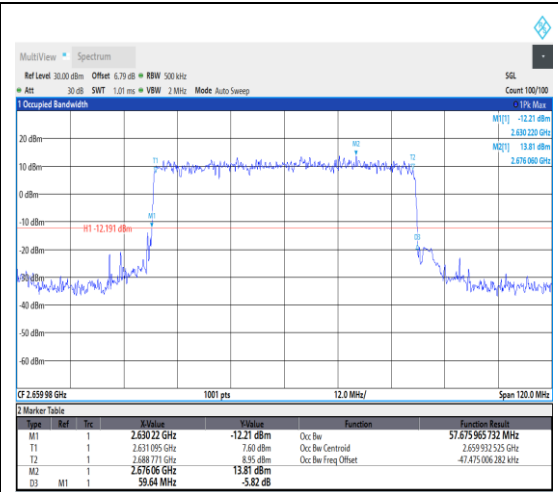 MultiView Spectrum
Ref Level 30.00 dBm Offset 6.79 dB RBW 500 kHz SGL
Att 30 dB SWT 1.01 ms VBW 2 MHz Mode Auto Sweep Count 100/100
1 Occupied Bandwidth 1Pk Max
M1[1] -12.21 dBm
2.630 220 GHz
M2[1] 13.81 dBm
2.676 060 GHz
20 dBm
M2
T1 T2
10 dBm
0 dBm
M1
-10 dBm
H1 -12.191 dBm
D3
-20 dBm
-30 dBm
-40 dBm
-50 dBm
-60 dBm
CF 2.659 98 GHz 1001 pts 12.0 MHz/ Span 120.0 MHz
2 Marker Table
Type Ref Trc X-Value Y-Value Function Function Result
M1 1 2.630 22 GHz -12.21 dBm Occ Bw 57.675 965 732 MHz
T1 1 2.631 095 GHz 7.60 dBm Occ Bw Centroid 2.659 932 525 GHz
T2 1 2.688 771 GHz 8.95 dBm Occ Bw Freq Offset -47.475 006 282 kHz
M2 1 2.676 06 GHz 13.81 dBm
D3 M1 1 59.64 MHz -5.82 dB